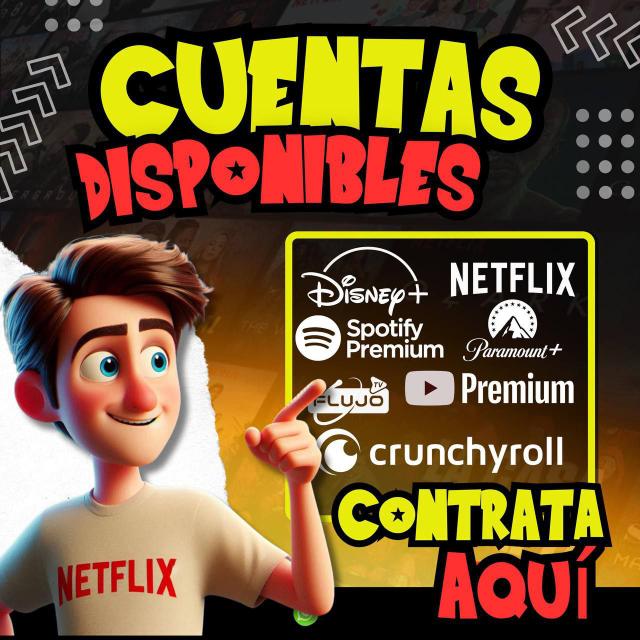 CUENTAS
DISPONIBLES
Disney+
NETFLIX
Spotify
Premium
Paramount+
FLUJO TV
Premium
crunchyroll
CONTRATA
AQUÍ
NETFLIX